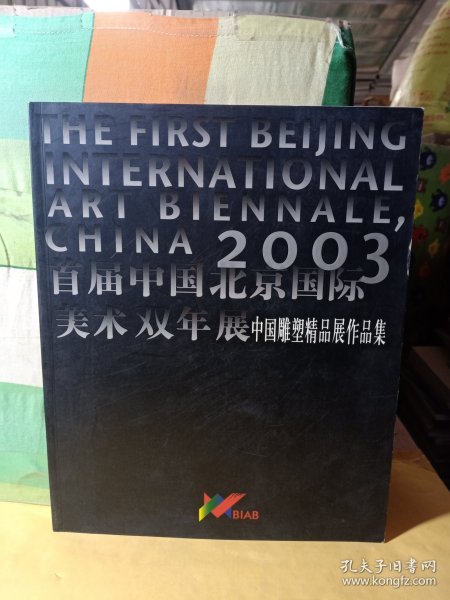 THE FIRST BEIJING
INTERNATIONAL
ART BIENNALE,
CHINA 2003
首届中国北京国际
美术双年展中国雕塑精品展作品集
BIAB
孔夫子旧书网
www.kongfz.com